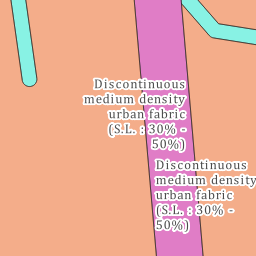 Discontinuous
medium density
urban fabric
(S.L. : 30% -
50%)
Discontinuous
medium density
urban fabric
(S.L. : 30% -
50%)